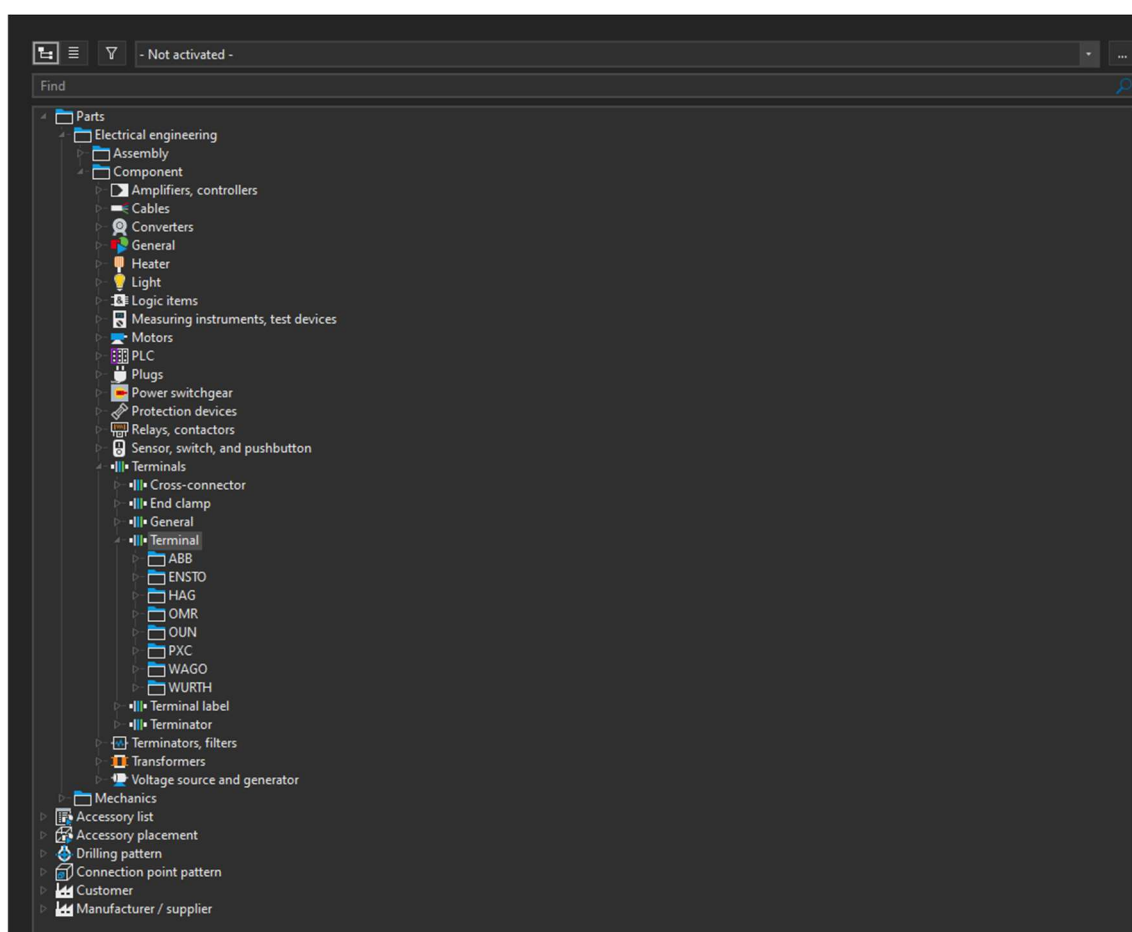 - Not activated -
...
Find
Parts
Electrical engineering
Assembly
Component
Amplifiers, controllers
Cables
Converters
General
Heater
Light
Logic items
Measuring instruments, test devices
Motors
PLC
Plugs
Power switchgear
Protection devices
Relays, contactors
Sensor, switch, and pushbutton
Terminals
Cross-connector
End clamp
General
Terminal
ABB
ENSTO
HAG
OMR
OUN
PXC
WAGO
WURTH
Terminal label
Terminator
Terminators, filters
Transformers
Voltage source and generator
Mechanics
Accessory list
Accessory placement
Drilling pattern
Connection point pattern
Customer
Manufacturer / supplier